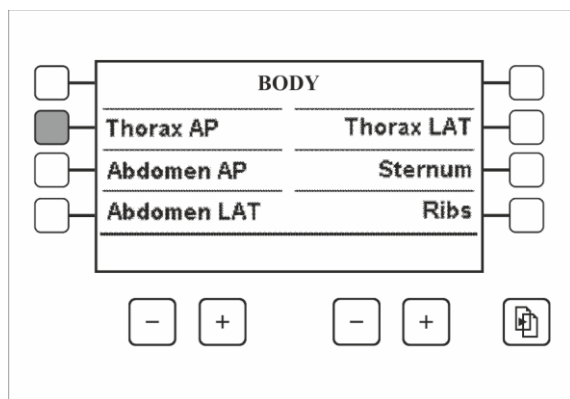 BODY
Thorax AP Thorax LAT
Abdomen AP Sternum
Abdomen LAT Ribs
− + − +